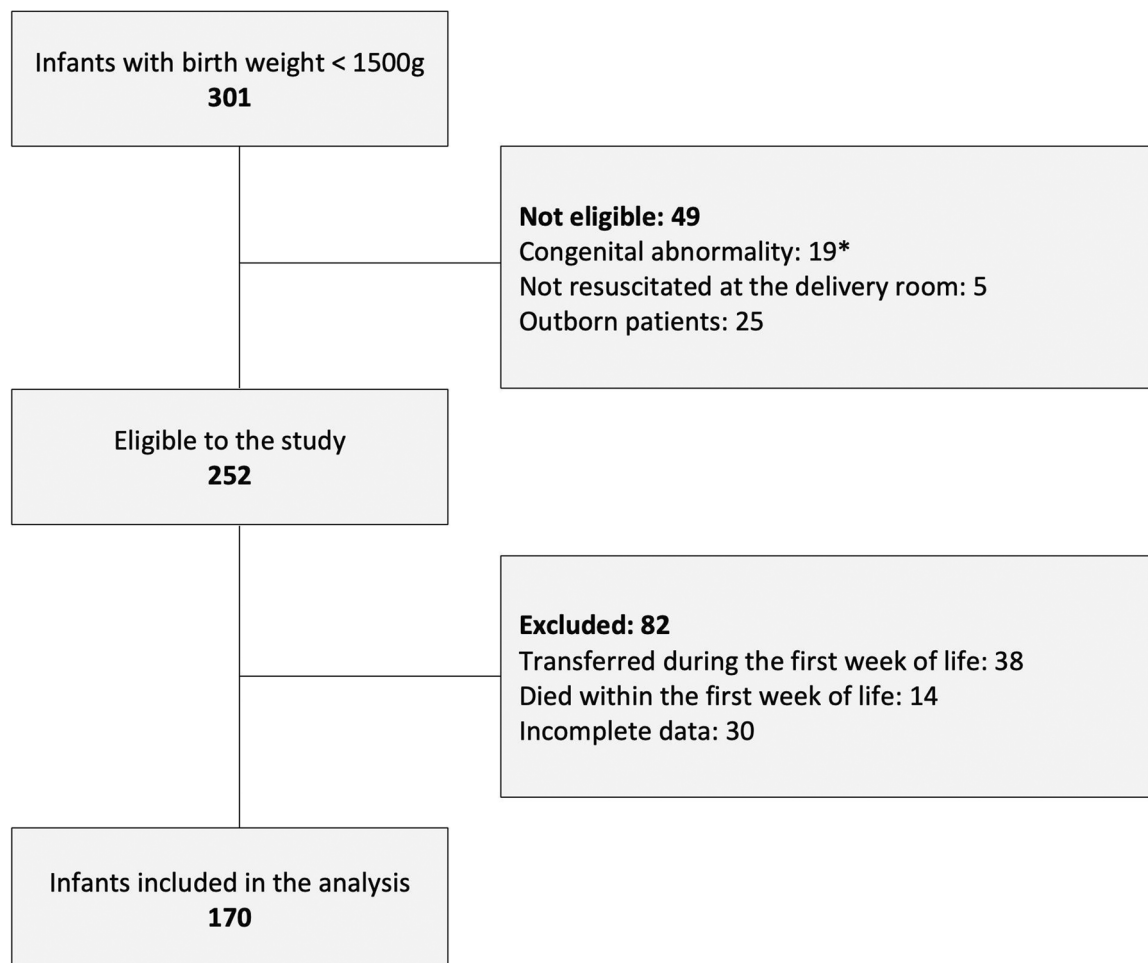 Infants with birth weight < 1500g
301
Not eligible: 49
Congenital abnormality: 19*
Not resuscitated at the delivery room: 5
Outborn patients: 25
Eligible to the study
252
Excluded: 82
Transferred during the first week of life: 38
Died within the first week of life: 14
Incomplete data: 30
Infants included in the analysis
170